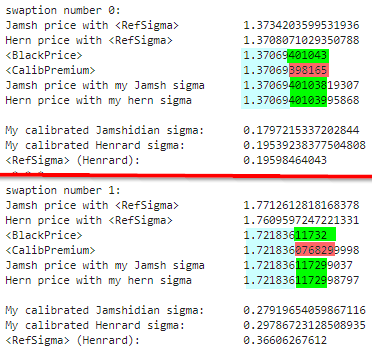 swaption number 0:
Jamsh price with <RefSigma> 1.3734203599531936
Hern price with <RefSigma> 1.3708071029350788
<BlackPrice> 1.37069401043
<CalibPremium> 1.37069398165
Jamsh price with my Jamsh sigma 1.3706940103819307
Hern price with my hern sigma 1.3706940103995868
My calibrated Jamshidian sigma: 0.1797215337202844
My calibrated Henrard sigma: 0.19539238377504808
<RefSigma> (Henrard): 0.19598464043
swaption number 1:
Jamsh price with <RefSigma> 1.7712612818168378
Hern price with <RefSigma> 1.7609597247221331
<BlackPrice> 1.72183611732
<CalibPremium> 1.7218360768299998
Jamsh price with my Jamsh sigma 1.7218361172999037
Hern price with my hern sigma 1.7218361172998797
My calibrated Jamshidian sigma: 0.27919654059867116
My calibrated Henrard sigma: 0.29786723128508935
<RefSigma> (Henrard): 0.36606267612